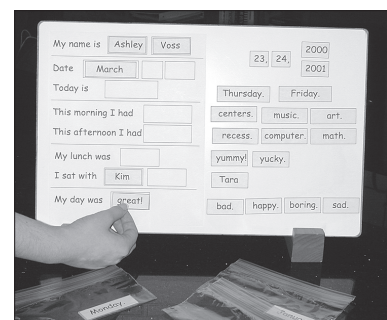 My name is Ashley Voss
Date March
Today is
This morning I had
This afternoon I had
My lunch was
I sat with Kim
My day was great!
23, 24, 2000
2001
Thursday. Friday.
centers. music. art.
recess. computer. math.
yummy! yucky.
Tara
bad. happy. boring. sad.
Monday.